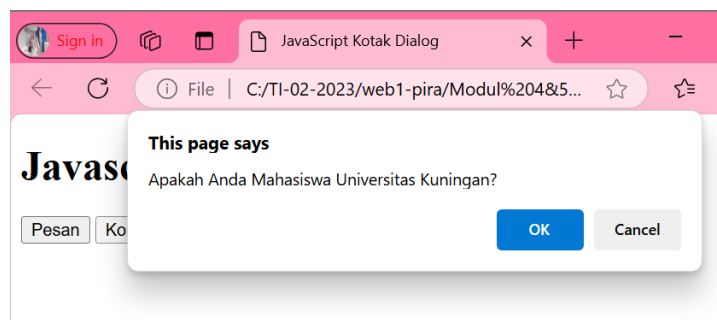 Sign in
JavaScript Kotak Dialog
File
C:/TI-02-2023/web1-pira/Modul%204&5...
This page says
Apakah Anda Mahasiswa Universitas Kuningan?
OK Cancel
Javasc
Pesan Ko